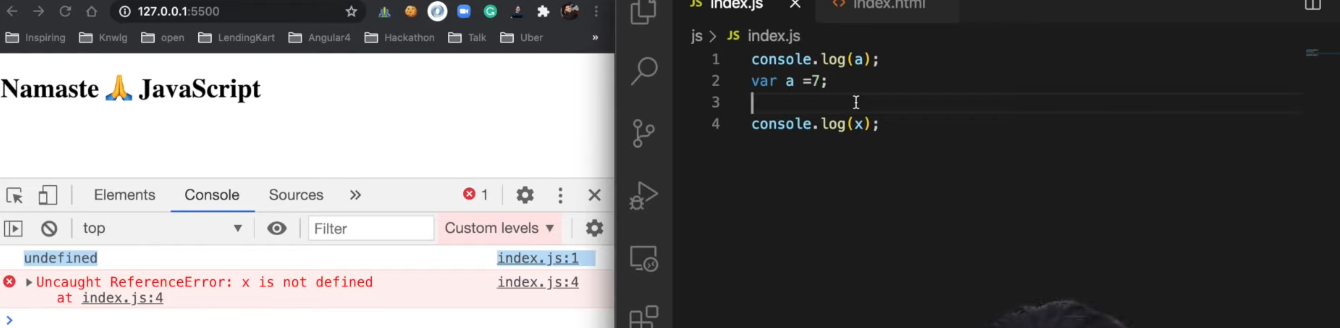 127.0.0.1:5500
Inspiring Knwlg open LendingKart Angular4 Hackathon Talk Uber »
Namaste 🙏 JavaScript
Elements Console Sources » 1
top Filter Custom levels
undefined index.js:1
Uncaught ReferenceError: x is not defined index.js:4
at index.js:4
JS index.js <> index.html
js > JS index.js
1 console.log(a);
2 var a =7;
3
4 console.log(x);